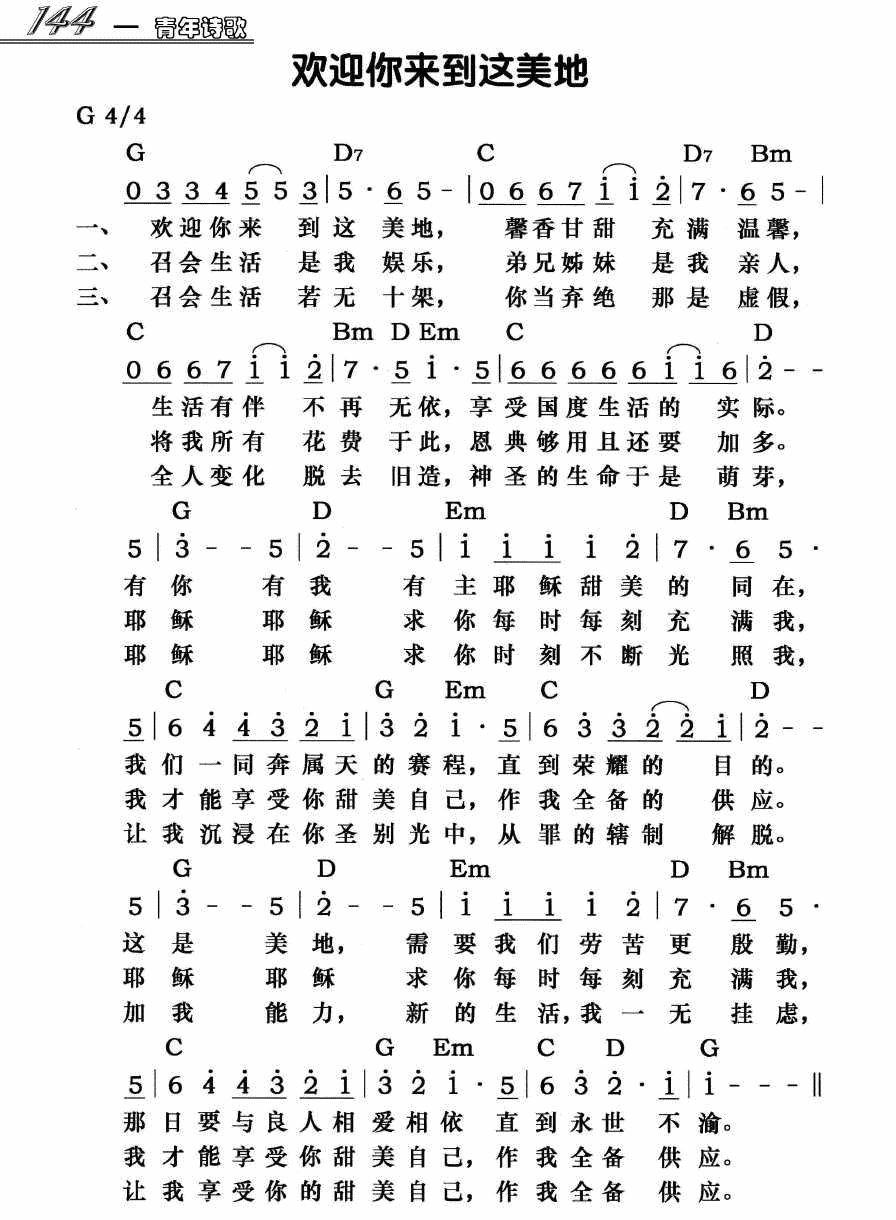 144 — 青年诗歌
欢迎你来到这美地
G 4/4
G D7 C D7 Bm
0 3 3 4 5 5 3 | 5 · 6 5 - | 0 6 6 7 i i 2̇ | 7 · 6 5 - |
一、 欢迎你来 到这 美地， 馨香甘甜 充满 温馨，
二、 召会生活 是我 娱乐， 弟兄姊妹 是我 亲人，
三、 召会生活 若无 十架， 你当弃绝 那是 虚假，
C Bm D Em C D
0 6 6 7 i i 2̇ | 7 · 5 i · 5 | 6 6 6 6 6 i i 6 | 2̇ - -
生活有伴 不再 无依，享受国度生活的 实际。
将我所有 花费 于此，恩典够用且还要 加多。
全人变化 脱去 旧造，神圣的生命于是 萌芽，
G D Em D Bm
5 | 3̇ - - 5 | 2̇ - - 5 | i i i i 2̇ | 7 · 6 5 ·
有你 有我 有主耶稣甜美的 同在，
耶稣 耶稣 求你每时每刻充 满我，
耶稣 耶稣 求你时刻不断光 照我，
C G Em C D
5 | 6 4̇ 4̇ 3̇ 2̇ i | 3̇ 2̇ i · 5 | 6 3̇ 3̇ 2̇ 2̇ i | 2̇ - -
我们一同奔属天的赛程，直到荣耀的 目的。
我才能享受你甜美自己，作我全备的 供应。
让我沉浸在你圣别光中，从罪的辖制 解脱。
G D Em D Bm
5 | 3̇ - - 5 | 2̇ - - 5 | i i i i 2̇ | 7 · 6 5 ·
这是 美地， 需要我们劳苦更 殷勤，
耶稣 耶稣 求你每时每刻充 满我，
加我 能力， 新的生活，我一无 挂虑，
C G Em C D G
5 | 6 4̇ 4̇ 3̇ 2̇ i | 3̇ 2̇ i · 5 | 6 3̇ 2̇ · i | i - - - ‖
那日要与良人相爱相依 直到永世 不渝。
我才能享受你甜美自己，作我全备 供应。
让我享受你的甜美自己，作我全备 供应。